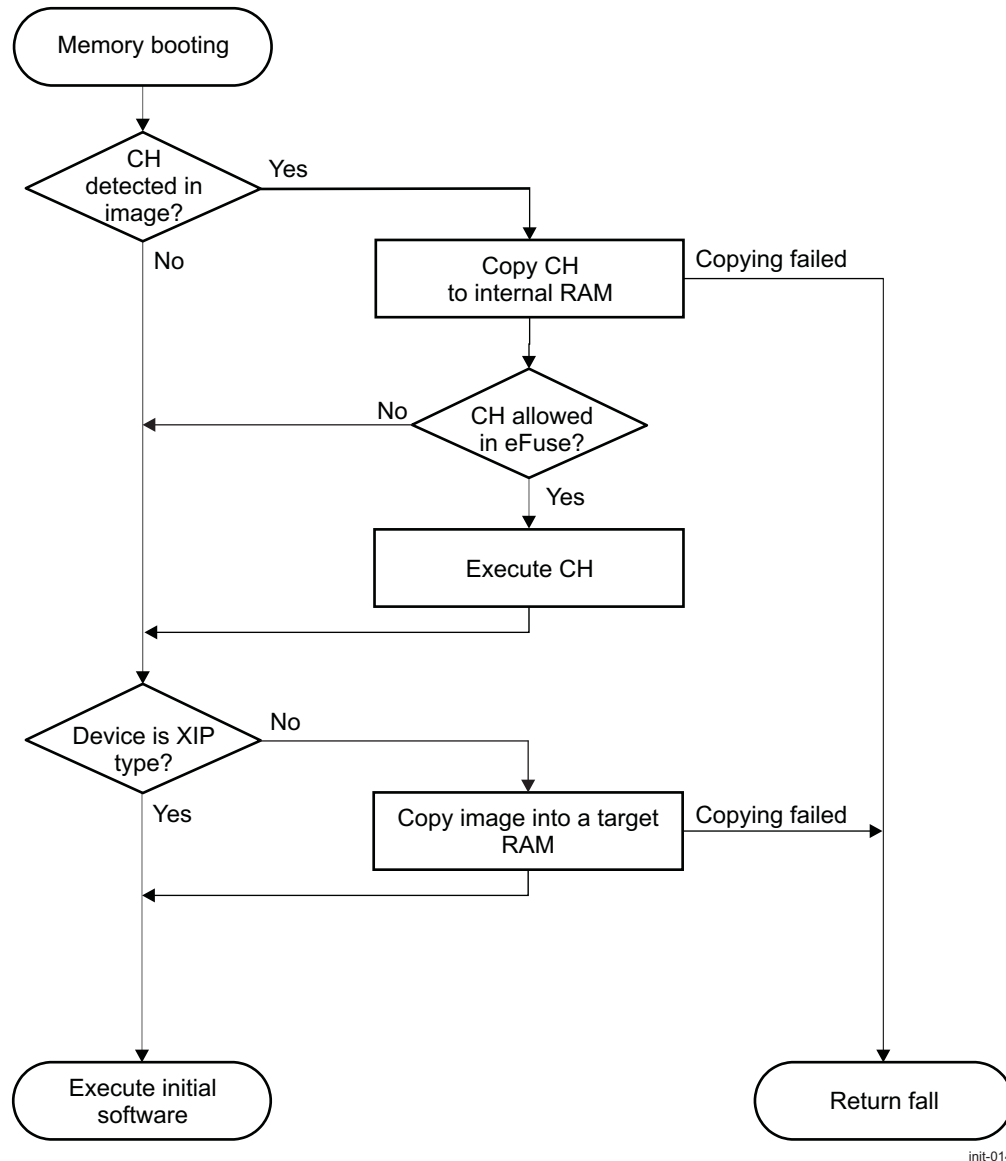 Memory booting
CH
detected in
image?
Yes
No
Copy CH
to internal RAM
Copying failed
CH allowed
in eFuse?
No
Yes
Execute CH
Device is XIP
type?
No
Yes
Copy image into a target
RAM
Copying failed
Execute initial
software
Return fall